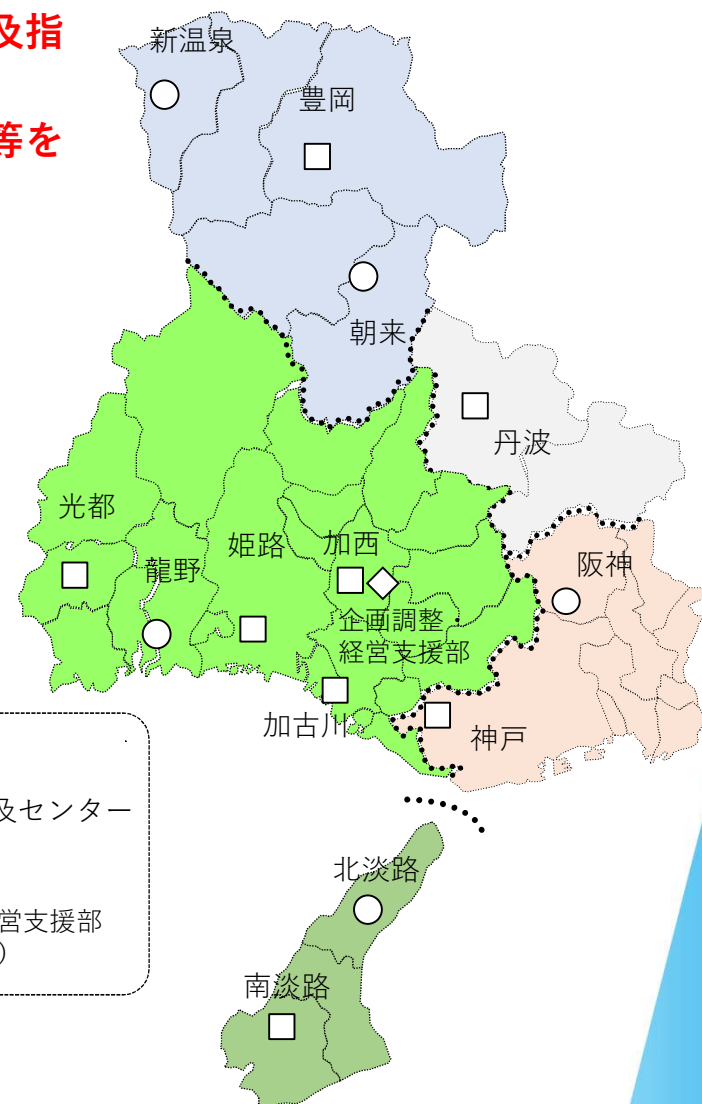 及指
等を
新温泉
豊岡
朝来
丹波
光都
龍野
姫路
加西
阪神
企画調整
経営支援部
加古川
神戸
及センター
営支援部
)
北淡路
南淡路